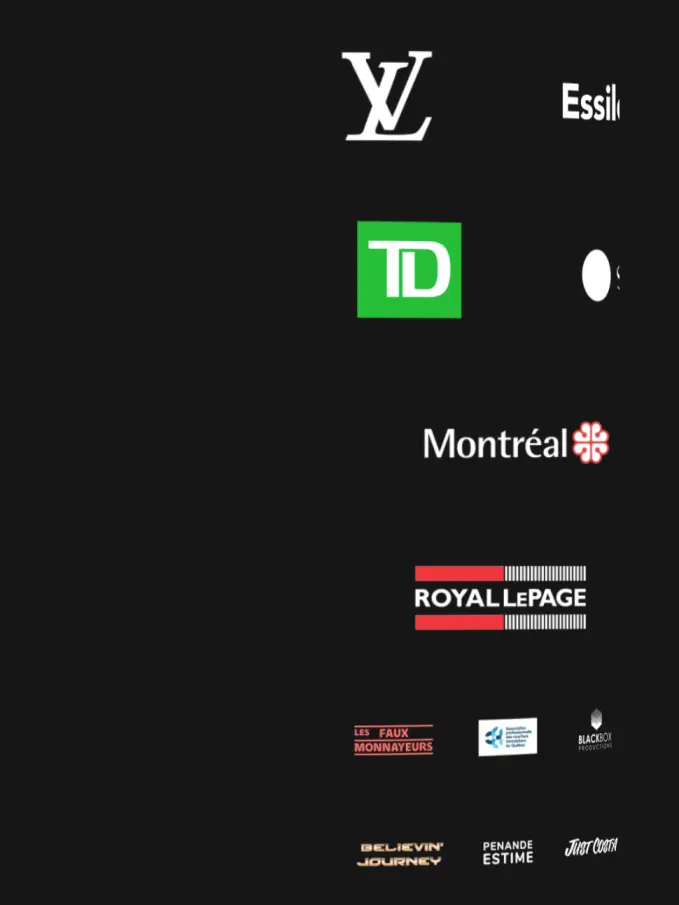 LV
Essil
TD
Montréal
ROYAL LEPAGE
LES FAUX
MONNAYEURS
Association
professionnelle
des courtiers
immobiliers
du Québec
BLACKBOX
PRODUCTIONS
BELIEVIN'
JOURNEY
PENANDE
ESTIME
JUST COSTA